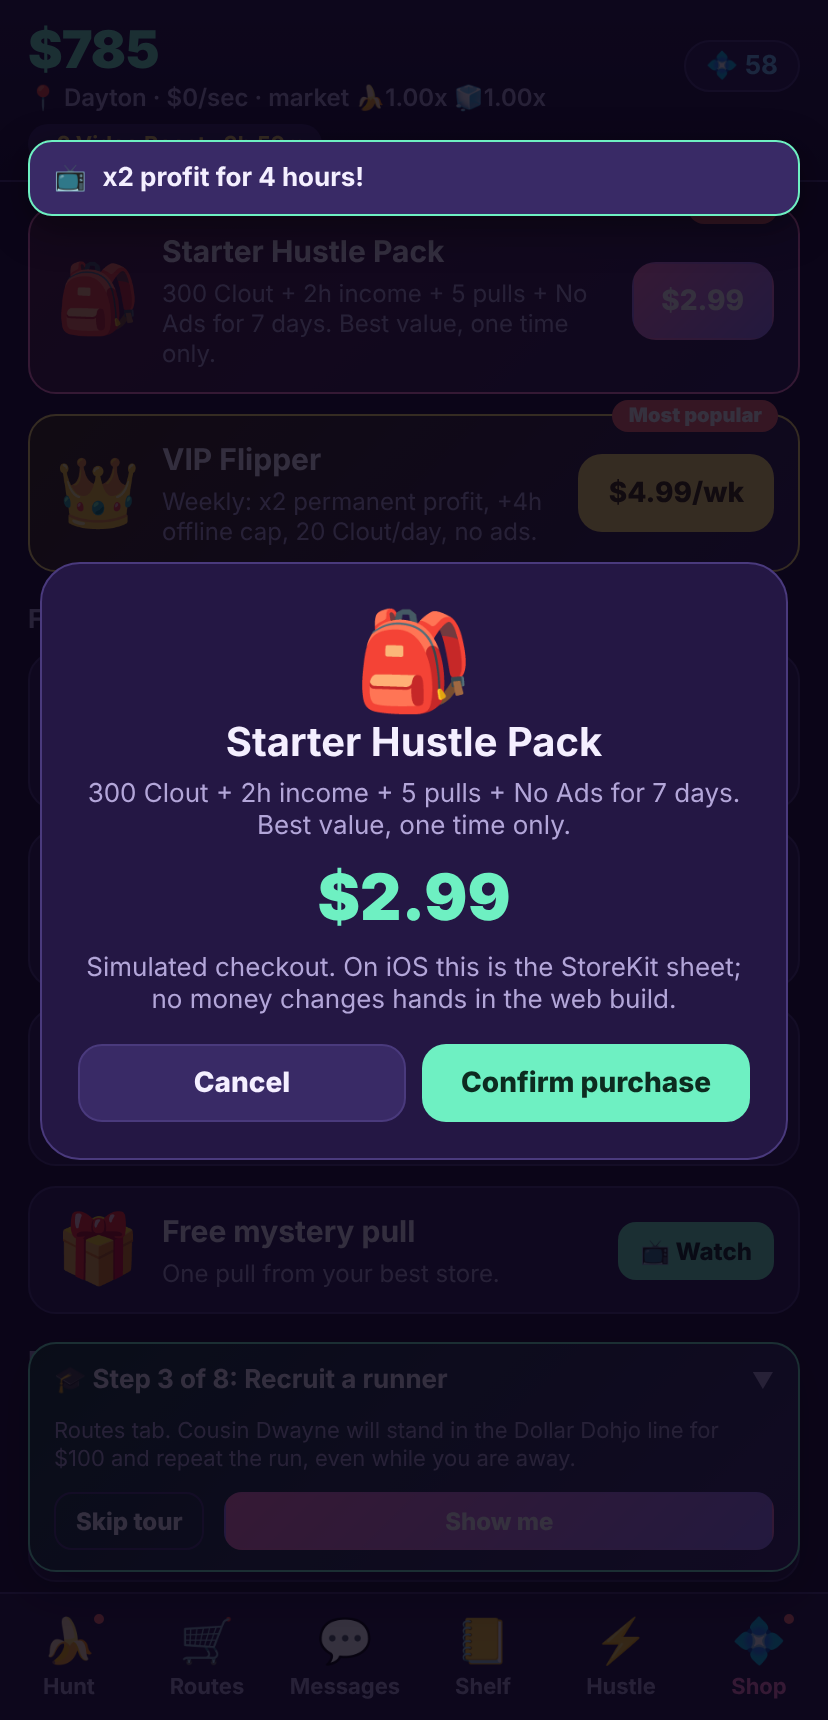 $785
58
Dayton · $0/sec · market 1.00x 1.00x
x2 profit for 4 hours!
Starter Hustle Pack
300 Clout + 2h income + 5 pulls + No
Ads for 7 days. Best value, one time
only.
$2.99
Most popular
VIP Flipper
Weekly: x2 permanent profit, +4h
offline cap, 20 Clout/day, no ads.
$4.99/wk
Starter Hustle Pack
300 Clout + 2h income + 5 pulls + No Ads for 7 days.
Best value, one time only.
$2.99
Simulated checkout. On iOS this is the StoreKit sheet;
no money changes hands in the web build.
Cancel
Confirm purchase
Free mystery pull
One pull from your best store.
Watch
Step 3 of 8: Recruit a runner
Routes tab. Cousin Dwayne will stand in the Dollar Dohjo line for
$100 and repeat the run, even while you are away.
Skip tour
Show me
Hunt
Routes
Messages
Shelf
Hustle
Shop